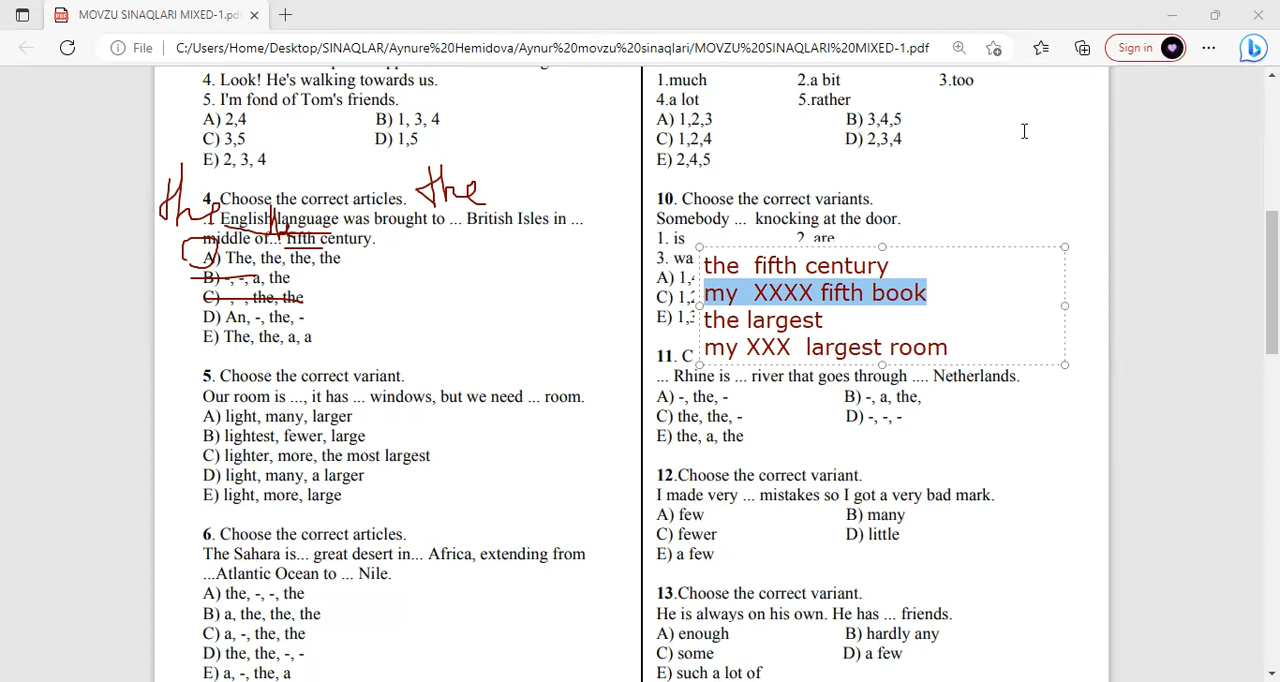 MOVZU SINAQLARI MIXED-1.pdf
File
C:/Users/Home/Desktop/SINAQLAR/Aynure%20Hemidova/Aynur%20movzu%20sinaqlari/MOVZU%20SINAQLARI%20MIXED-1.pdf
Sign in
4. Look! He's walking towards us.
5. I'm fond of Tom's friends.
A) 2,4 B) 1, 3, 4
C) 3,5 D) 1,5
E) 2, 3, 4
the
the
4. Choose the correct articles.
the
... English language was brought to ... British Isles in ...
middle of... fifth century.
A) The, the, the, the
B) -, -, a, the
C) -, -, the, the
D) An, -, the, -
E) The, the, a, a
5. Choose the correct variant.
Our room is ..., it has ... windows, but we need ... room.
A) light, many, larger
B) lightest, fewer, large
C) lighter, more, the most largest
D) light, many, a larger
E) light, more, large
6. Choose the correct articles.
The Sahara is... great desert in... Africa, extending from
...Atlantic Ocean to ... Nile.
A) the, -, -, the
B) a, the, the, the
C) a, -, the, the
D) the, the, -, -
E) a, -, the, a
1.much 2.a bit 3.too
4.a lot 5.rather
A) 1,2,3 B) 3,4,5
C) 1,2,4 D) 2,3,4
E) 2,4,5
10. Choose the correct variants.
Somebody ... knocking at the door.
1. is 2. are
3. wa
A) 1,
C) 1,2
E) 1,3
the fifth century
my XXXX fifth book
the largest
my XXX largest room
11. C
... Rhine is ... river that goes through .... Netherlands.
A) -, the, - B) -, a, the,
C) the, the, - D) -, -, -
E) the, a, the
12.Choose the correct variant.
I made very ... mistakes so I got a very bad mark.
A) few B) many
C) fewer D) little
E) a few
13.Choose the correct variant.
He is always on his own. He has ... friends.
A) enough B) hardly any
C) some D) a few
E) such a lot of